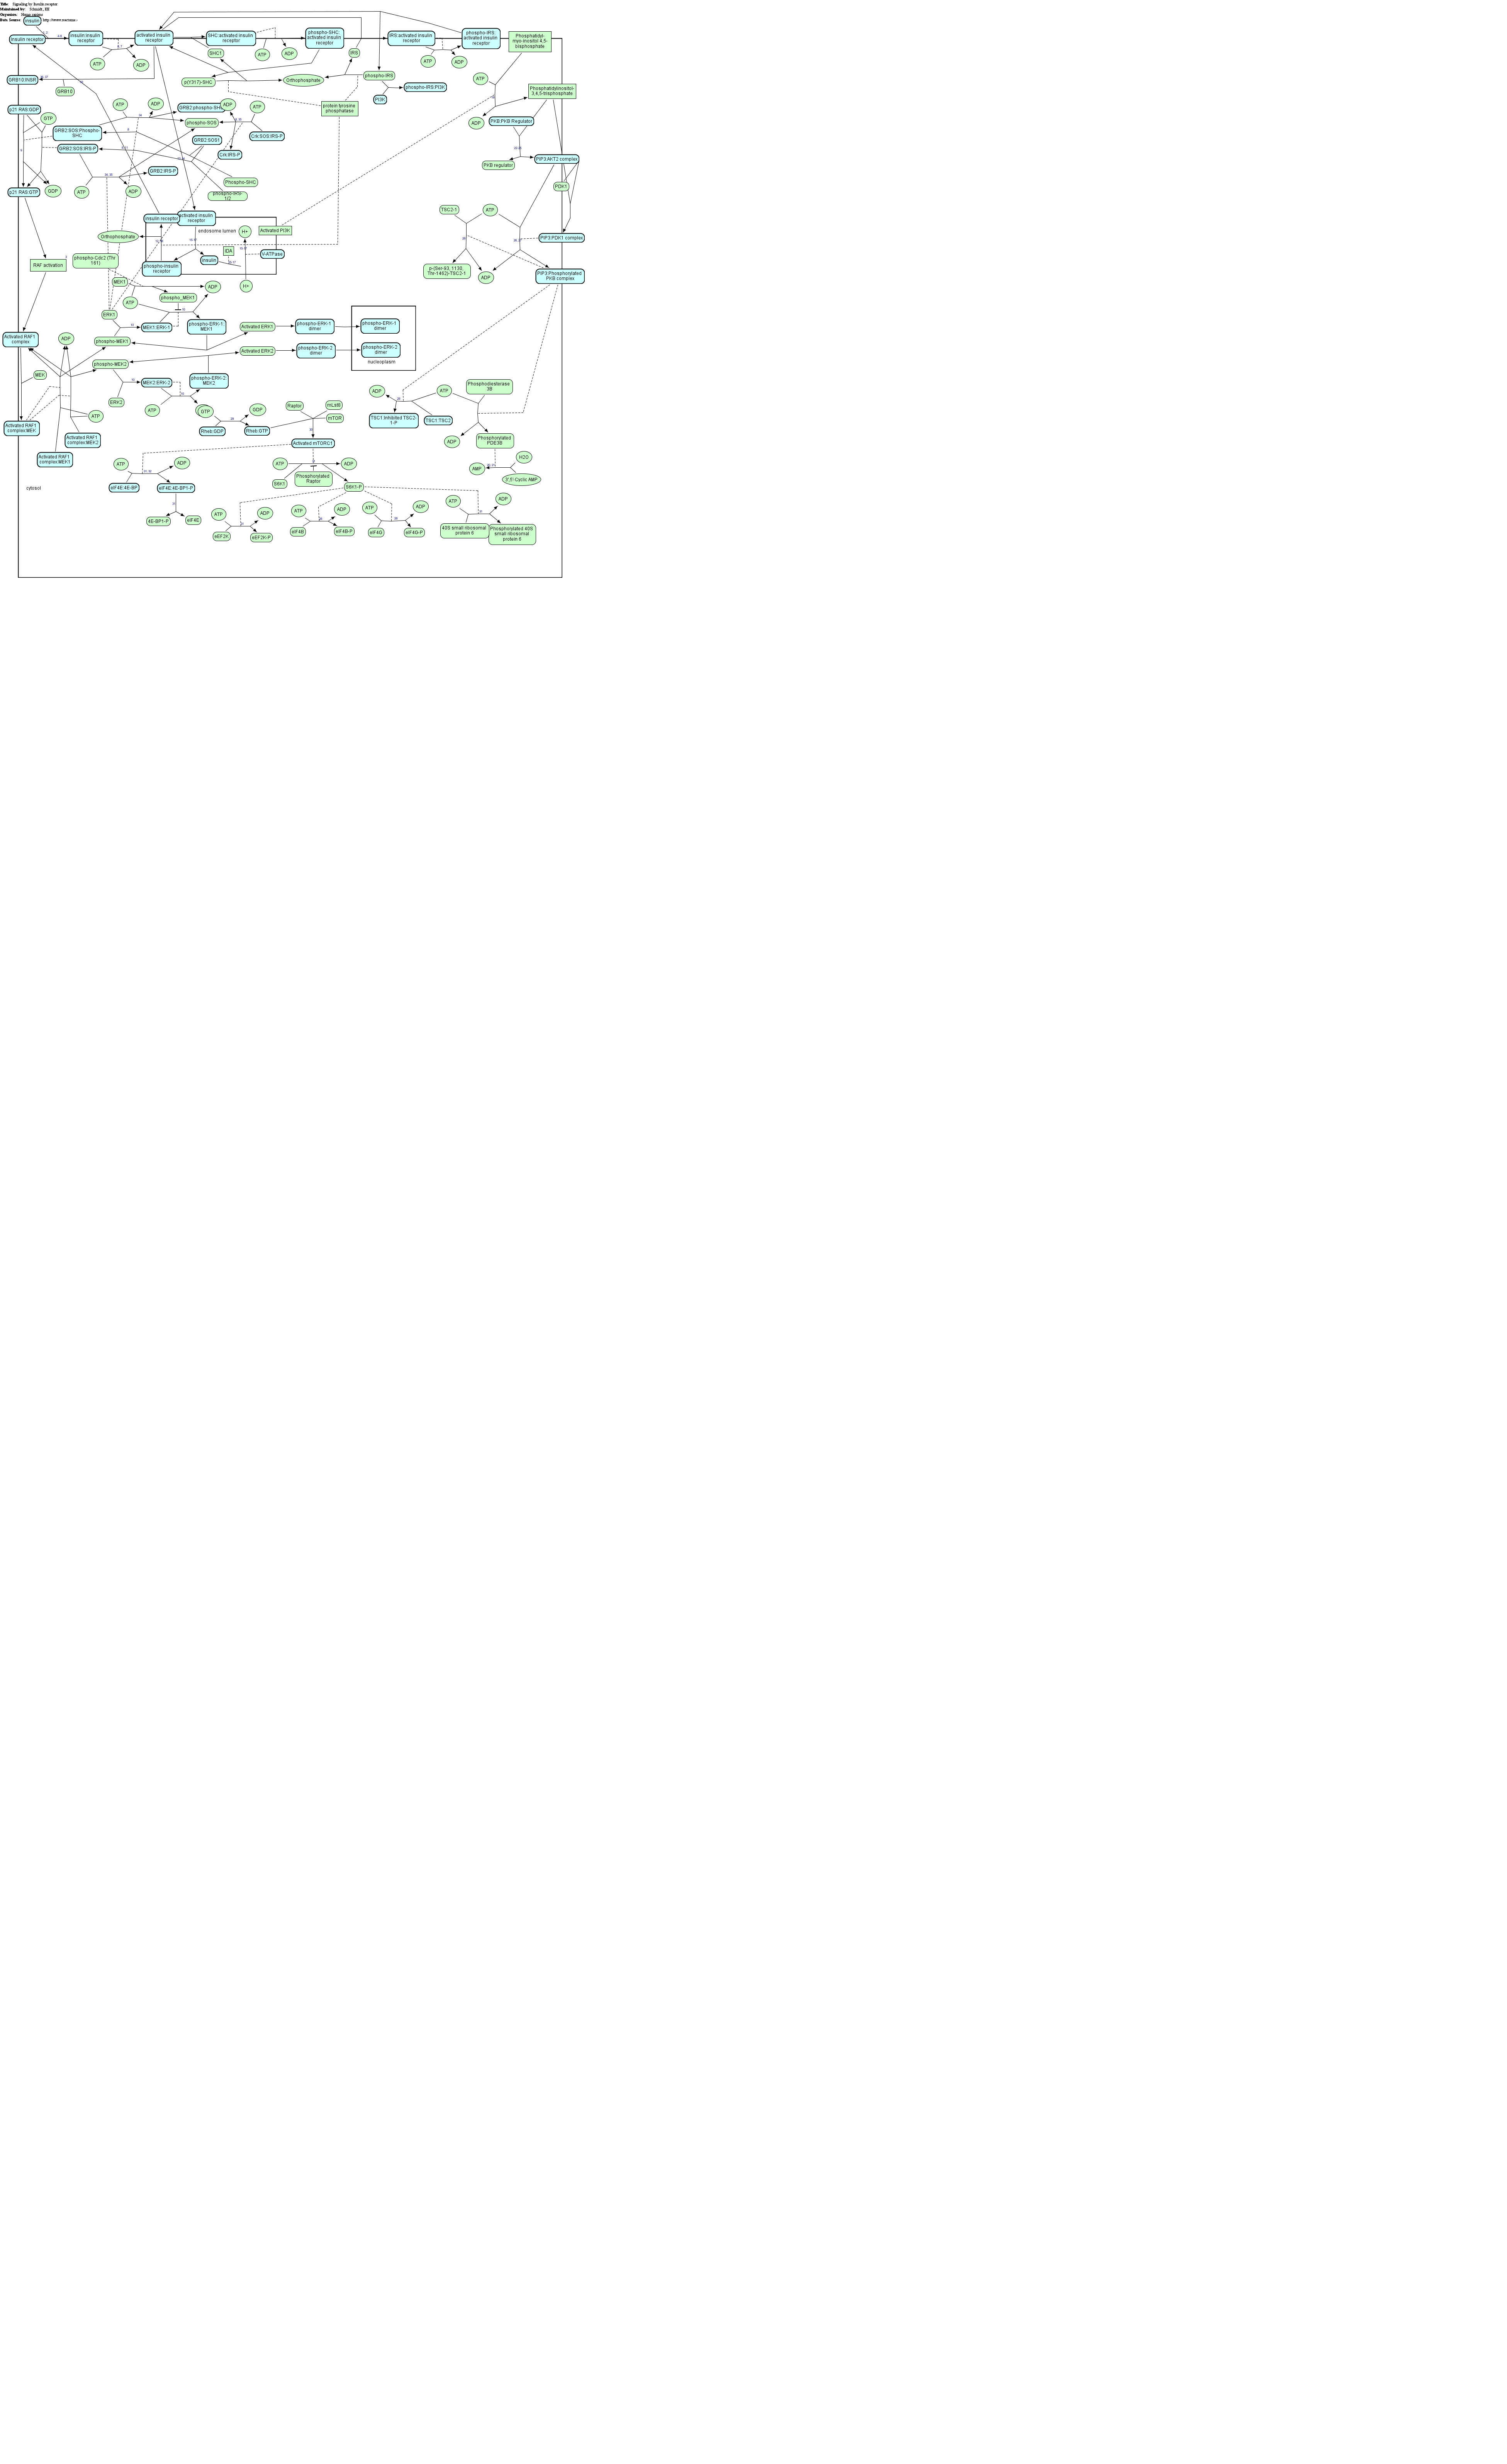 Title: Signaling by Insulin receptor
Maintained by: Schmidt, EE
insulin
insulin receptor
insulin:insulin
receptor
activated insulin
receptor
SHC:activated insulin
receptor
phospho-SHC:
activated insulin
receptor
IRS:activated insulin
receptor
phospho-IRS:
activated insulin
receptor
Phosphatidyl-
myo-inositol 4,5-
bisphosphate
ATP
ADP
SHC1
ATP
ADP
IRS
ATP
ADP
GRB10:INSR
GRB10
p(Y317)-SHC
Orthophosphate
phospho-IRS
phospho-IRS:PI3K
PI3K
ATP
Phosphatidylinositol-
3,4,5-trisphosphate
p21 RAS:GDP
GTP
ATP
ADP
GRB2:phospho-SHC
ADP
ATP
protein tyrosine
phosphatase
phospho-SOS
ADP
PKB:PKB Regulator
GRB2:SOS:Phospho-
SHC
GRB2:SOS1
Crk:SOS:IRS-P
GRB2:SOS:IRS-P
Crk:IRS-P
PIP3:AKT2 complex
PKB regulator
GRB2:IRS-P
Phospho-SHC
PDK1
p21 RAS:GTP
GDP
ATP
ADP
phospho-IRS-
1/2
TSC2-1
ATP
insulin receptor
activated insulin
receptor
endosome lumen
H+
Activated PI3K
Orthophosphate
PIP3:PDK1 complex
IDA
V-ATPase
phospho-Cdc2 (Thr
161)
insulin
RAF activation
phospho-insulin
receptor
p-(Ser-93, 1130,
Thr-1462)-TSC2-1
ADP
PIP3:Phosphorylated
PKB complex
MEK1
ADP
H+
phospho_MEK1
ATP
ERK1
MEK1:ERK-1
phospho-ERK-1:
MEK1
Activated ERK1
phospho-ERK-1
dimer
phospho-ERK-1
dimer
Activated RAF1
complex
ADP
phospho-MEK1
Activated ERK2
phospho-ERK-2
dimer
phospho-ERK-2
dimer
nucleoplasm
phospho-MEK2
MEK
MEK2:ERK-2
phospho-ERK-2:
MEK2
ADP
ATP
Phosphodiesterase
3B
ERK2
ATP
GTP
GDP
Raptor
mLst8
mTOR
ATP
TSC1:Inhibited TSC2-
1-P
TSC1:TSC2
Activated RAF1
complex:MEK
Rheb:GDP
Rheb:GTP
Activated RAF1
complex:MEK2
Activated mTORC1
ADP
Phosphorylated
PDE3B
Activated RAF1
complex:MEK1
ATP
ADP
ATP
ADP
H2O
AMP
3',5'-Cyclic AMP
cytosol
eIF4E:4E-BP
eIF4E:4E-BP1-P
S6K1
Phosphorylated
Raptor
S6K1-P
4E-BP1-P
eIF4E
ATP
ADP
ATP
ADP
ATP
ADP
ATP
ADP
eEF2K
eEF2K-P
eIF4B
eIF4B-P
eIF4G
eIF4G-P
40S small ribosomal
protein 6
Phosphorylated 40S
small ribosomal
protein 6